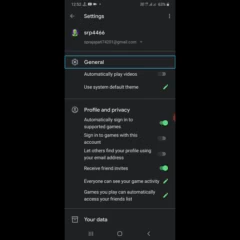 12:52
Settings
srp4466
General
Automatically play videos
Use system default theme
Profile and privacy
Automatically sign in to
supported games
Sign in to games with this
account
Let others find your profile using
your email address
Receive friend invites
Everyone can see your game activity
Games you play can automatically
access your friends list
Your data